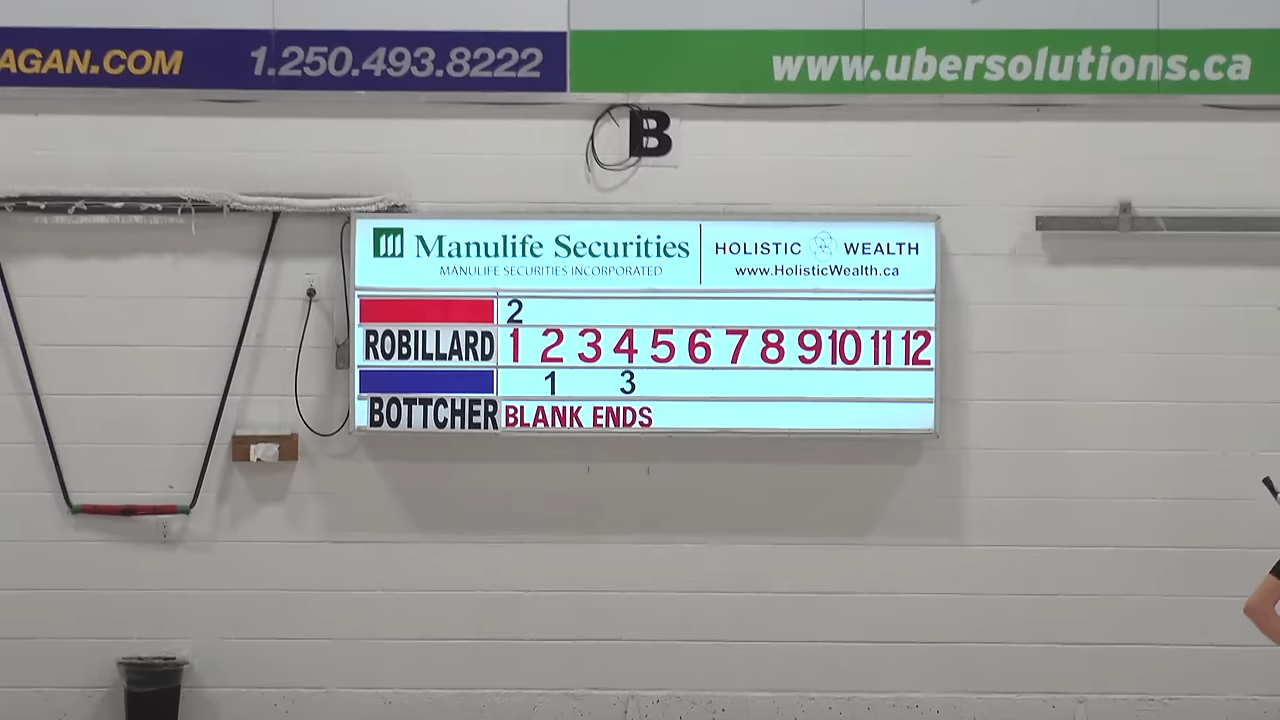 AGAN.COM 1.250.493.8222
www.ubersolutions.ca
B
Manulife Securities
MANULIFE SECURITIES INCORPORATED
HOLISTIC WEALTH
www.HolisticWealth.ca
2
ROBILLARD 1 2 3 4 5 6 7 8 9 10 11 12
1 3
BOTTCHER BLANK ENDS